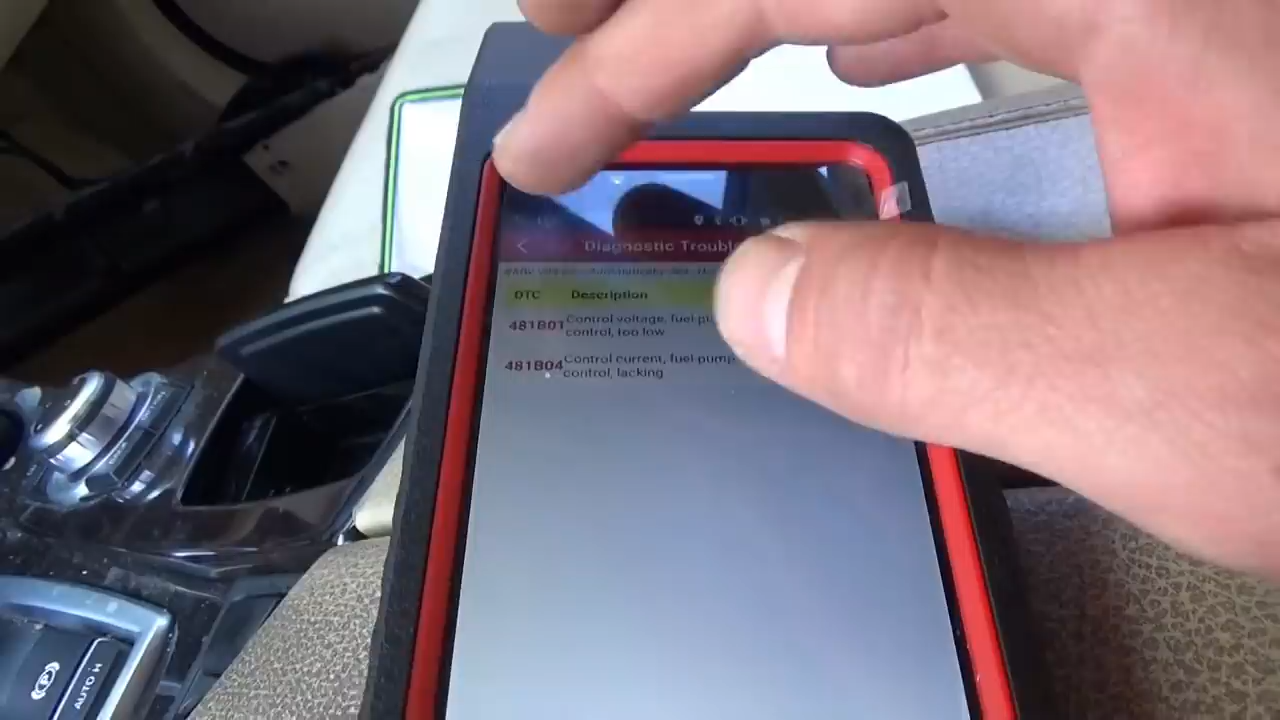 Diagnostic Trouble
DTC Description
481B01 Control voltage, fuel pu
control, too low
481B04 Control current, fuel pump
control, lacking
(P)
AUTO H